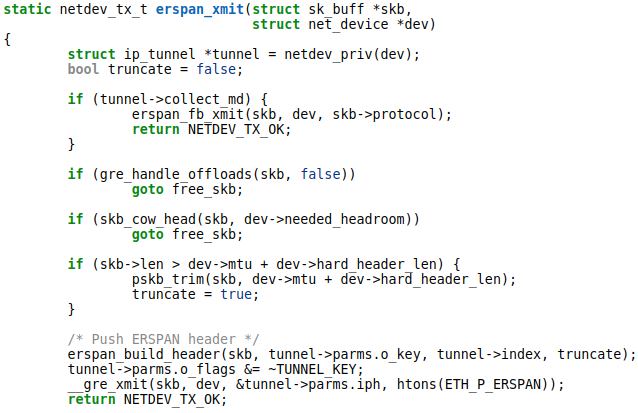 static netdev_tx_t erspan_xmit(struct sk_buff *skb,
                               struct net_device *dev)
{
        struct ip_tunnel *tunnel = netdev_priv(dev);
        bool truncate = false;

        if (tunnel->collect_md) {
                erspan_fb_xmit(skb, dev, skb->protocol);
                return NETDEV_TX_OK;
        }

        if (gre_handle_offloads(skb, false))
                goto free_skb;

        if (skb_cow_head(skb, dev->needed_headroom))
                goto free_skb;

        if (skb->len > dev->mtu + dev->hard_header_len) {
                pskb_trim(skb, dev->mtu + dev->hard_header_len);
                truncate = true;
        }

        /* Push ERSPAN header */
        erspan_build_header(skb, tunnel->parms.o_key, tunnel->index, truncate);
        tunnel->parms.o_flags &= ~TUNNEL_KEY;
        __gre_xmit(skb, dev, &tunnel->parms.iph, htons(ETH_P_ERSPAN));
        return NETDEV_TX_OK;